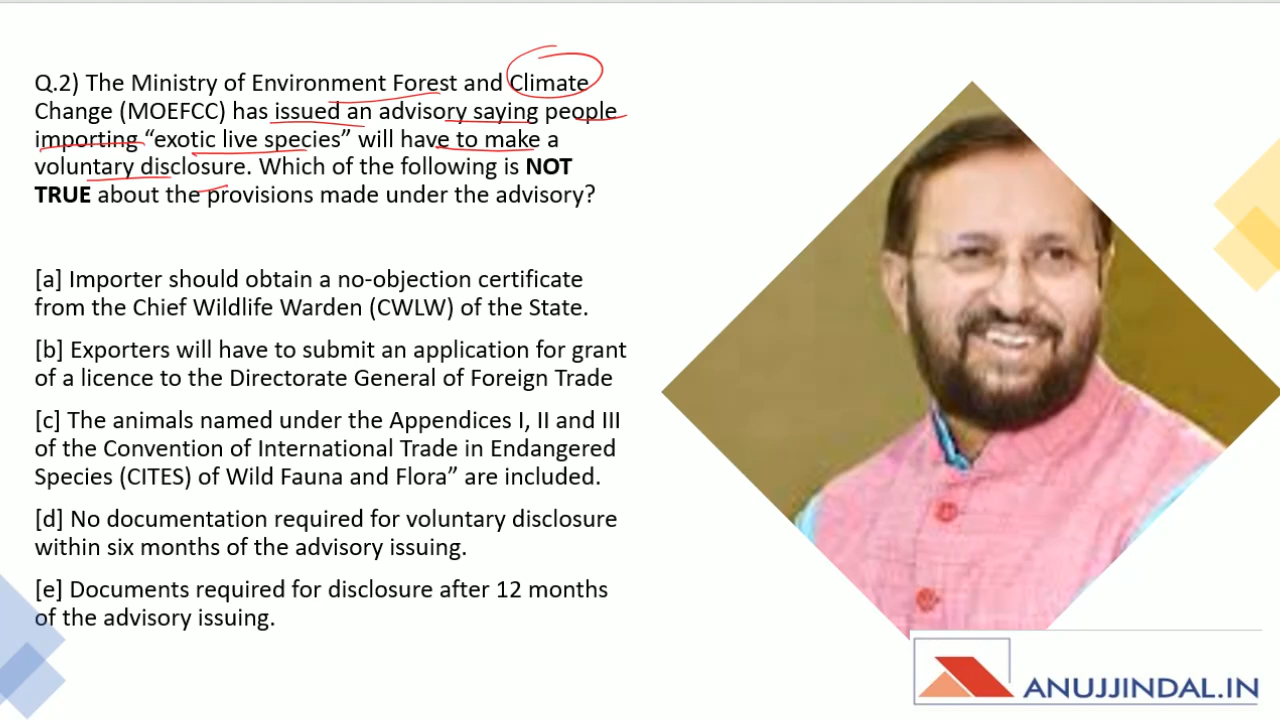 Q.2) The Ministry of Environment Forest and Climate
Change (MOEFCC) has issued an advisory saying people
importing “exotic live species” will have to make a
voluntary disclosure. Which of the following is NOT
TRUE about the provisions made under the advisory?
[a] Importer should obtain a no-objection certificate
from the Chief Wildlife Warden (CWLW) of the State.
[b] Exporters will have to submit an application for grant
of a licence to the Directorate General of Foreign Trade
[c] The animals named under the Appendices I, II and III
of the Convention of International Trade in Endangered
Species (CITES) of Wild Fauna and Flora” are included.
[d] No documentation required for voluntary disclosure
within six months of the advisory issuing.
[e] Documents required for disclosure after 12 months
of the advisory issuing.
ANUJJINDAL.IN